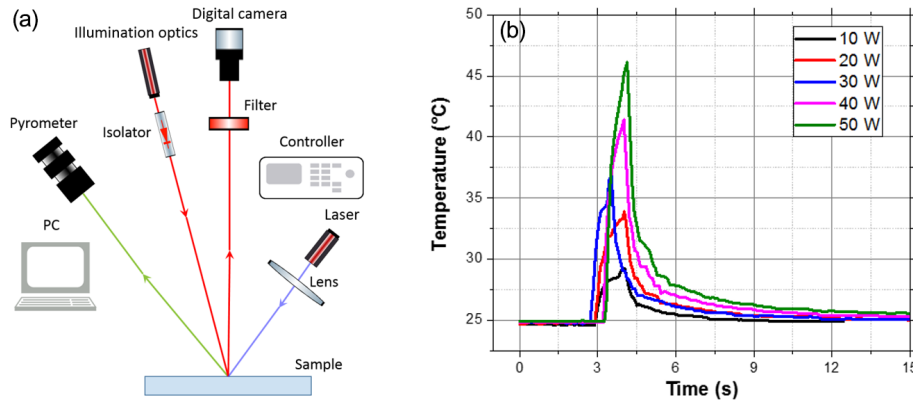 (a)
Digital camera
Illumination optics
Filter
Isolator
Pyrometer
Controller
PC
Laser
Lens
Sample
(b)
50
45
40
35
30
25
Temperature (°C)
10 W
20 W
30 W
40 W
50 W
0
3
6
9
12
15
Time (s)